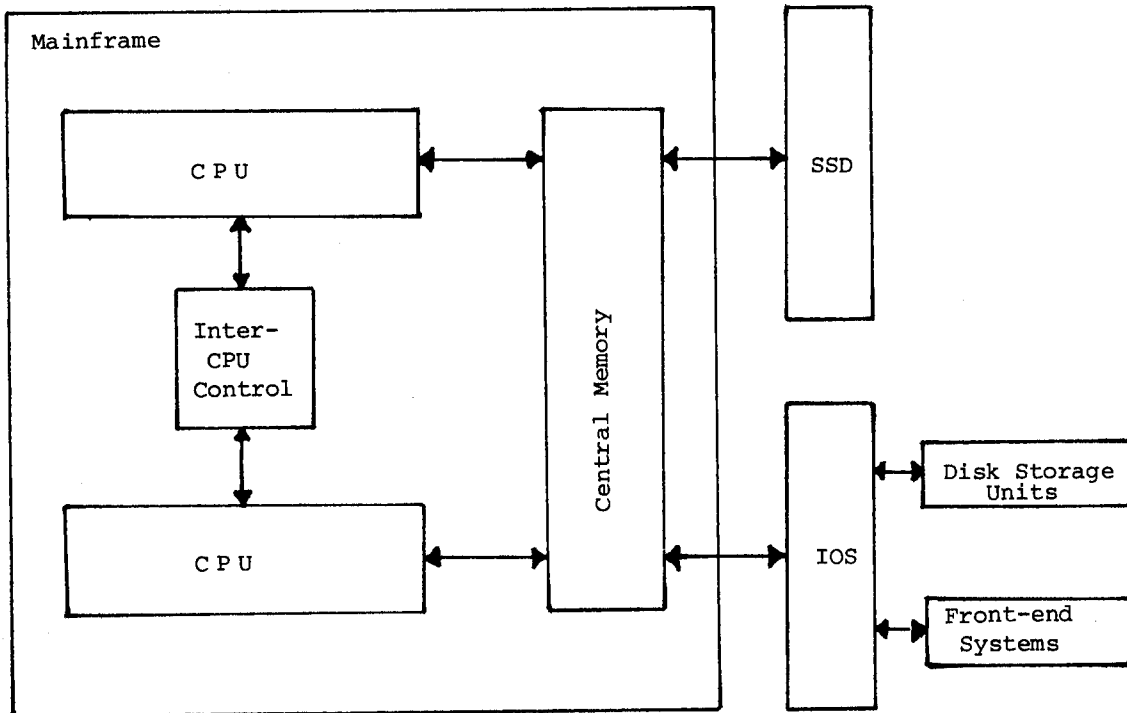 Mainframe
CPU
SSD
Inter-
CPU
Control
Central Memory
Disk Storage
Units
CPU
IOS
Front-end
Systems